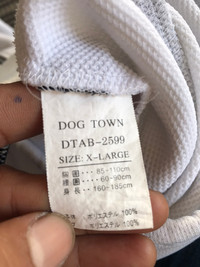 DOG TOWN
DTAB-2599
SIZE: X-LARGE
胸囲…85-110cm
腰囲…60-90cm
身長…160-185cm
ポリエステル 100%
ポリエステル 100%